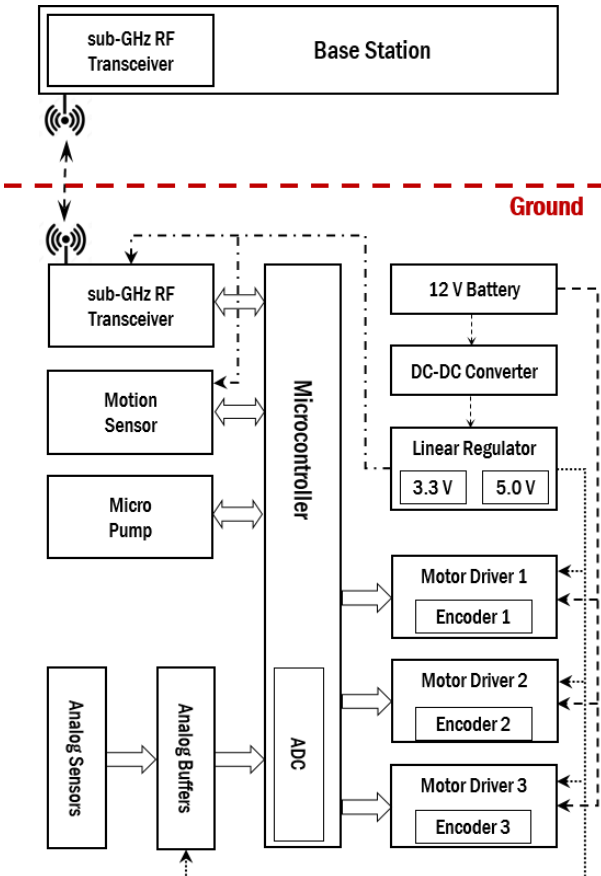 sub-GHz RF
Transceiver
Base Station
Ground
sub-GHz RF
Transceiver
12 V Battery
Motion
Sensor
DC-DC Converter
Microcontroller
Linear Regulator
3.3 V
5.0 V
Micro
Pump
Motor Driver 1
Encoder 1
Motor Driver 2
Encoder 2
Analog Sensors
Analog Buffers
ADC
Motor Driver 3
Encoder 3